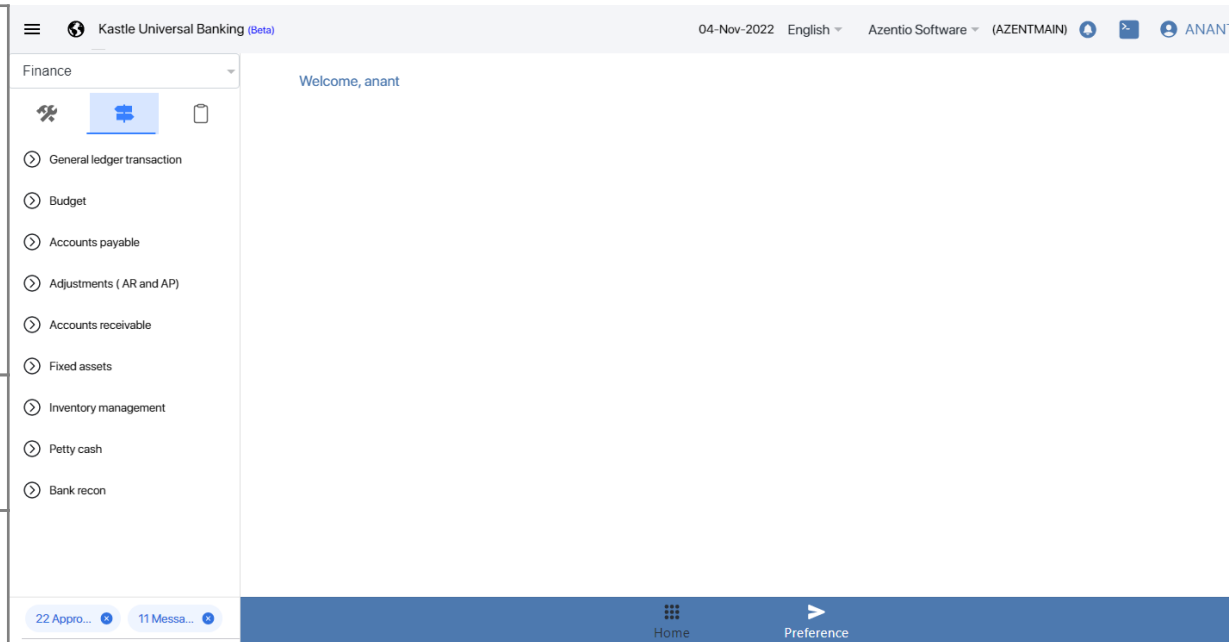 Kastle Universal Banking (Beta) 04-Nov-2022 English Azentio Software (AZENTMAIN) ANANT
Finance
Welcome, anant
General ledger transaction
Budget
Accounts payable
Adjustments ( AR and AP)
Accounts receivable
Fixed assets
Inventory management
Petty cash
Bank recon
22 Appro... 11 Messa...
Home Preference